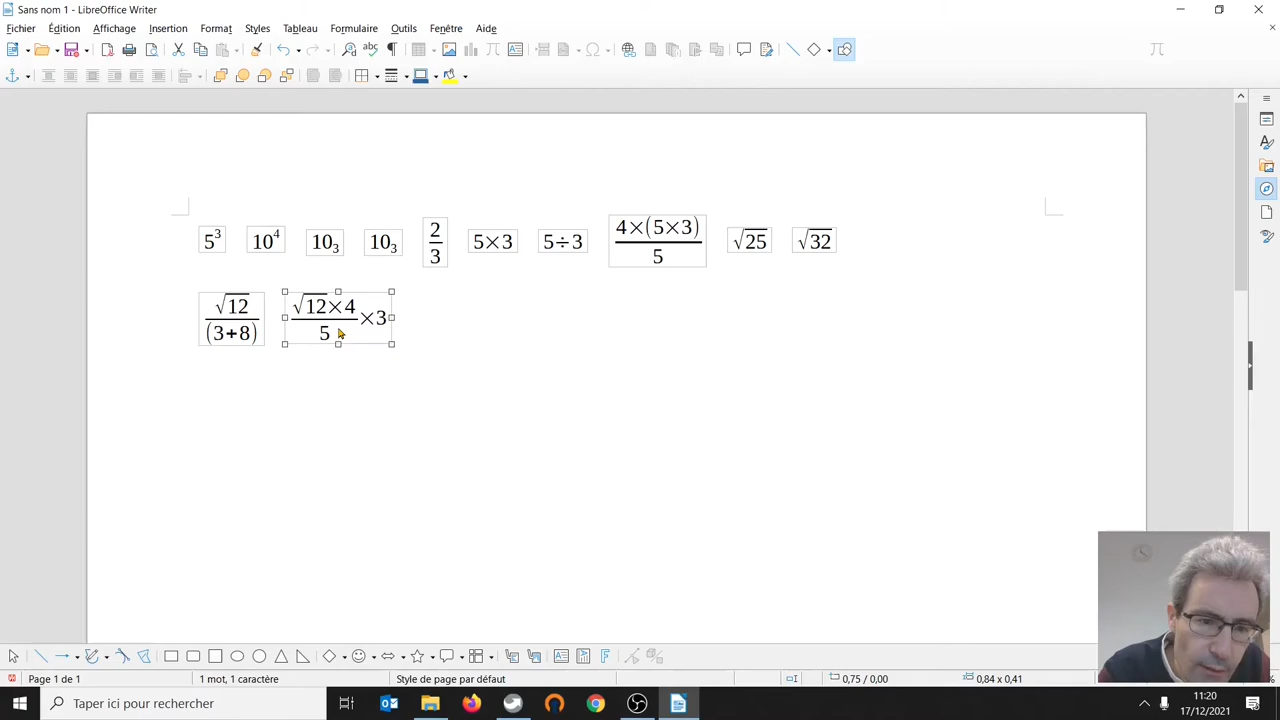 Sans nom 1 - LibreOffice Writer
Fichier Édition Affichage Insertion Format Styles Tableau Formulaire Outils Fenêtre Aide
5³ 10⁴ 10₃ 10₃ 2/3 5×3 5÷3 4×(5×3)/5 √25 √32
√12/(3+8) √12×4/5×3
Page 1 de 1 1 mot, 1 caractère Style de page par défaut 0,75 / 0,00 0,84 x 0,41
Taper ici pour rechercher
11:20
17/12/2021